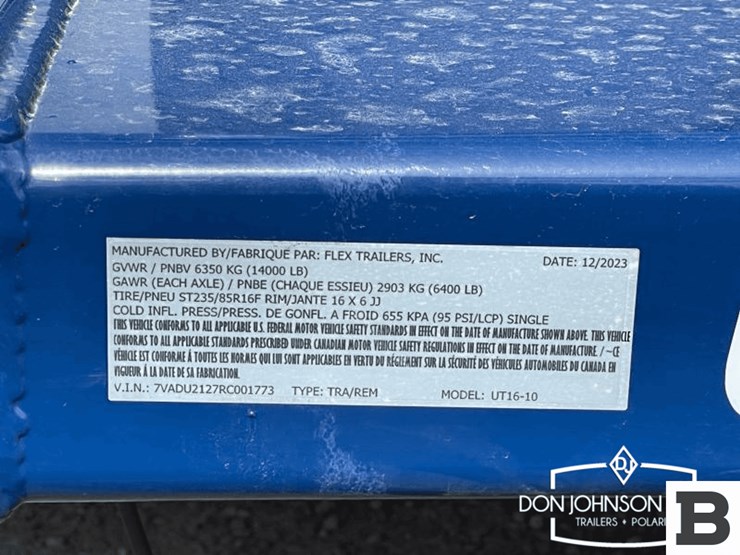 MANUFACTURED BY/FABRIQUE PAR: FLEX TRAILERS, INC. DATE: 12/2023
GVWR / PNBV 6350 KG (14000 LB)
GAWR (EACH AXLE) / PNBE (CHAQUE ESSIEU) 2903 KG (6400 LB)
TIRE/PNEU ST235/85R16F RIM/JANTE 16 X 6 JJ
COLD INFL. PRESS./PRESS. DE GONFL. A FROID 655 KPA (95 PSI/LCP) SINGLE
THIS VEHICLE CONFORMS TO ALL APPLICABLE U.S. FEDERAL MOTOR VEHICLE SAFETY STANDARDS IN EFFECT ON THE DATE OF MANUFACTURE SHOWN ABOVE. THIS VEHICLE
CONFORMS TO ALL APPLICABLE STANDARDS PRESCRIBED UNDER CANADIAN MOTOR VEHICLE SAFETY REGULATIONS IN EFFECT ON THE DATE OF MANUFACTURE. / ~CE
VÉHICULE EST CONFORME À TOUTES LES NORMES QUI LUI SONT APPLICABLES EN VERTU DU RÉGLEMENT SUR LA SÉCURITÉ DES VÉHICULES AUTOMOBILES DU CANADA EN
VIGUEUR À LA DATE DE SA FABRICATION.
V.I.N.: 7VADU2127RC001773 TYPE: TRA/REM MODEL: UT16-10
DJ
DON JOHNSON
TRAILERS • POLARI
B